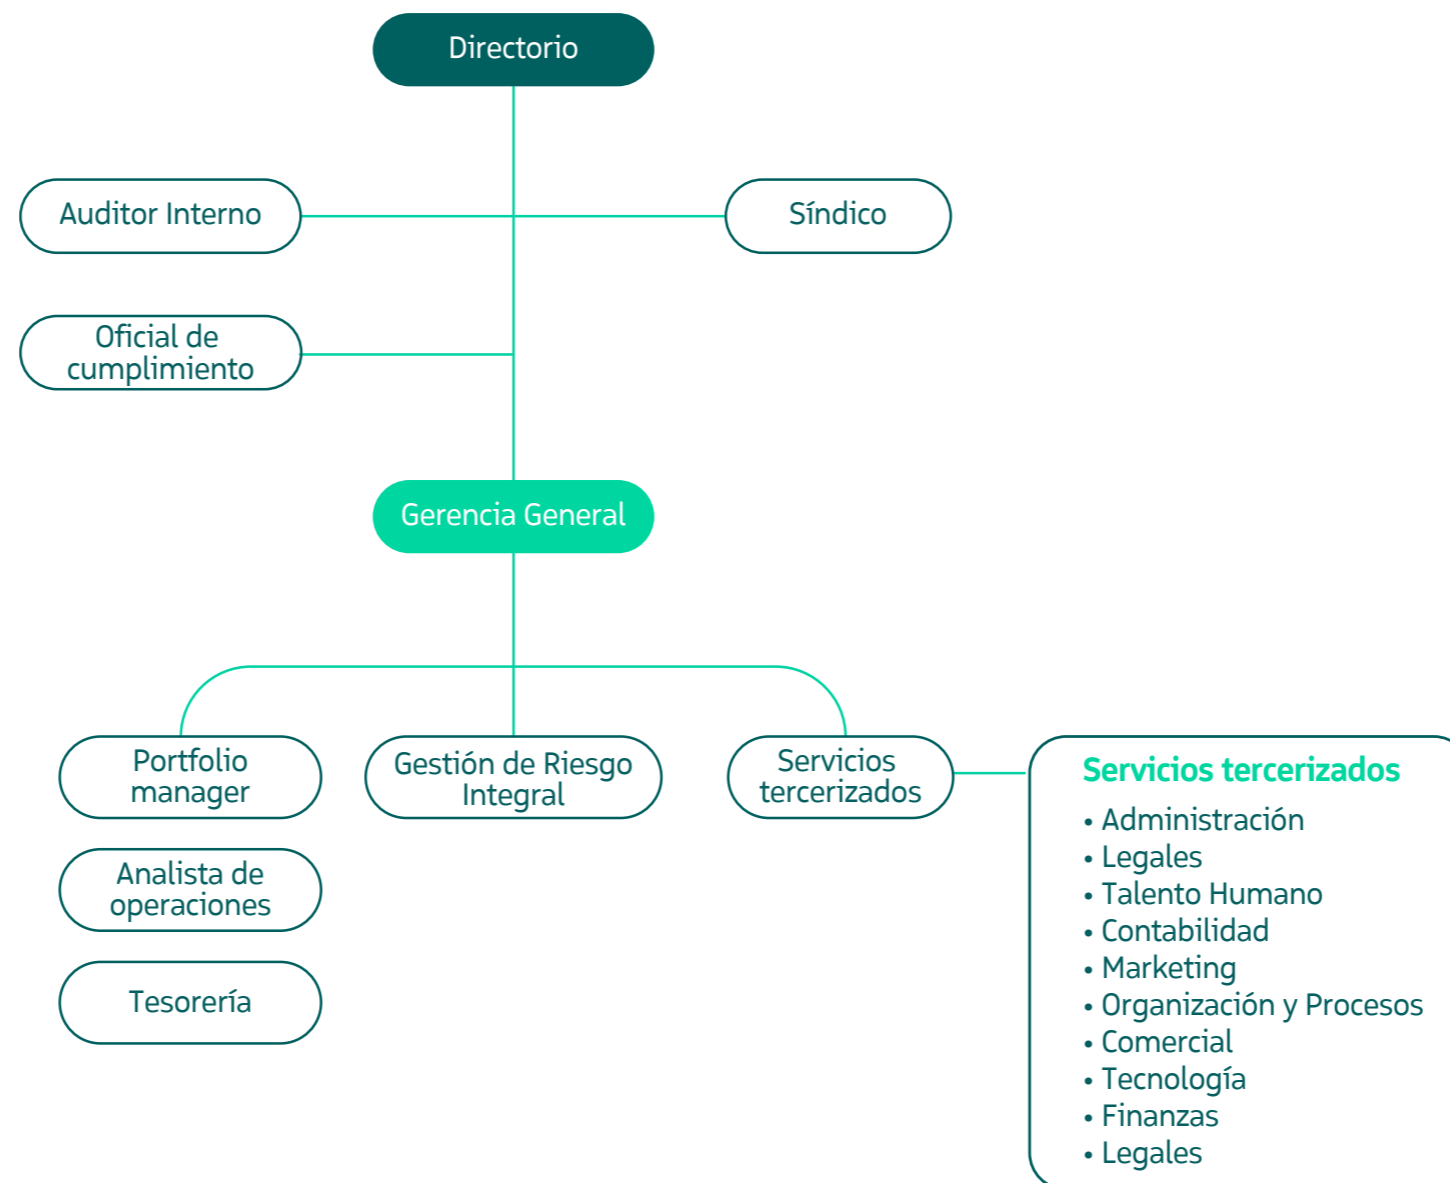 Directorio
Auditor Interno
Síndico
Oficial de
cumplimiento
Gerencia General
Portfolio
manager
Gestión de Riesgo
Integral
Servicios
tercerizados
Analista de
operaciones
Tesorería
Servicios tercerizados
• Administración
• Legales
• Talento Humano
• Contabilidad
• Marketing
• Organización y Procesos
• Comercial
• Tecnología
• Finanzas
• Legales